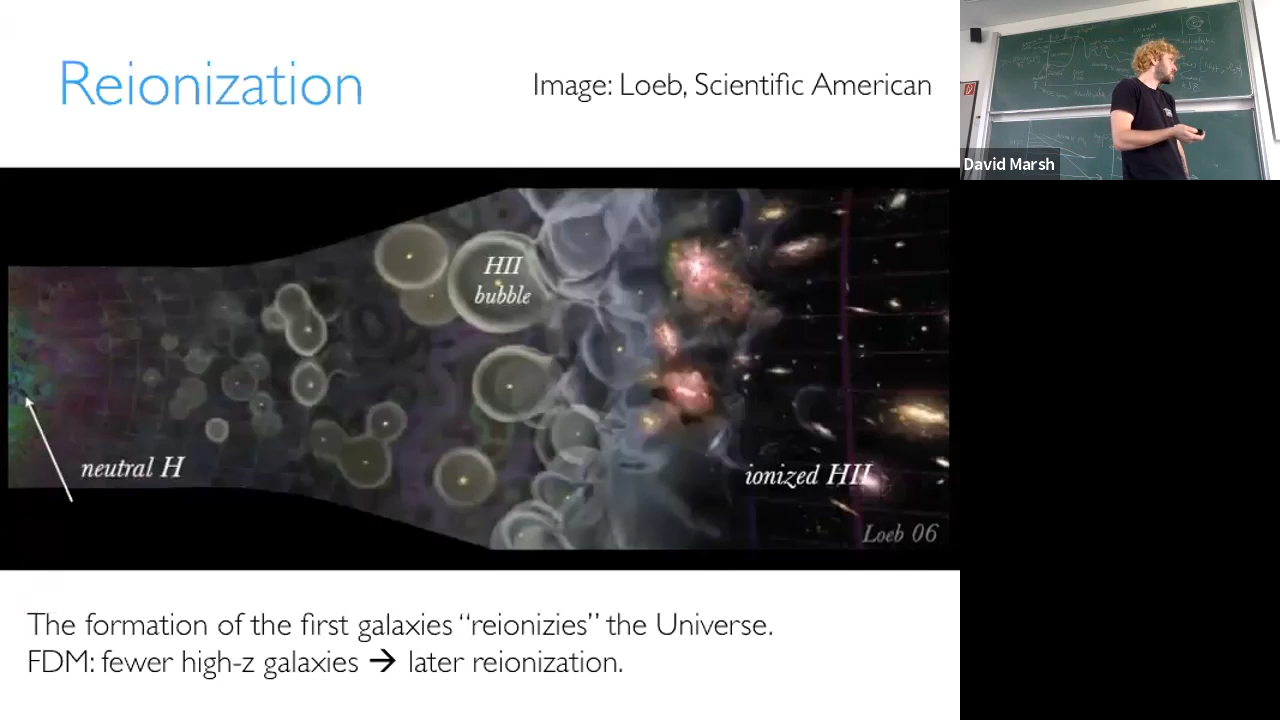 Reionization
Image: Loeb, Scientific American
David Marsh
HII
bubble
neutral H
ionized HII
Loeb 06
The formation of the first galaxies “reionizies” the Universe.
FDM: fewer high-z galaxies → later reionization.